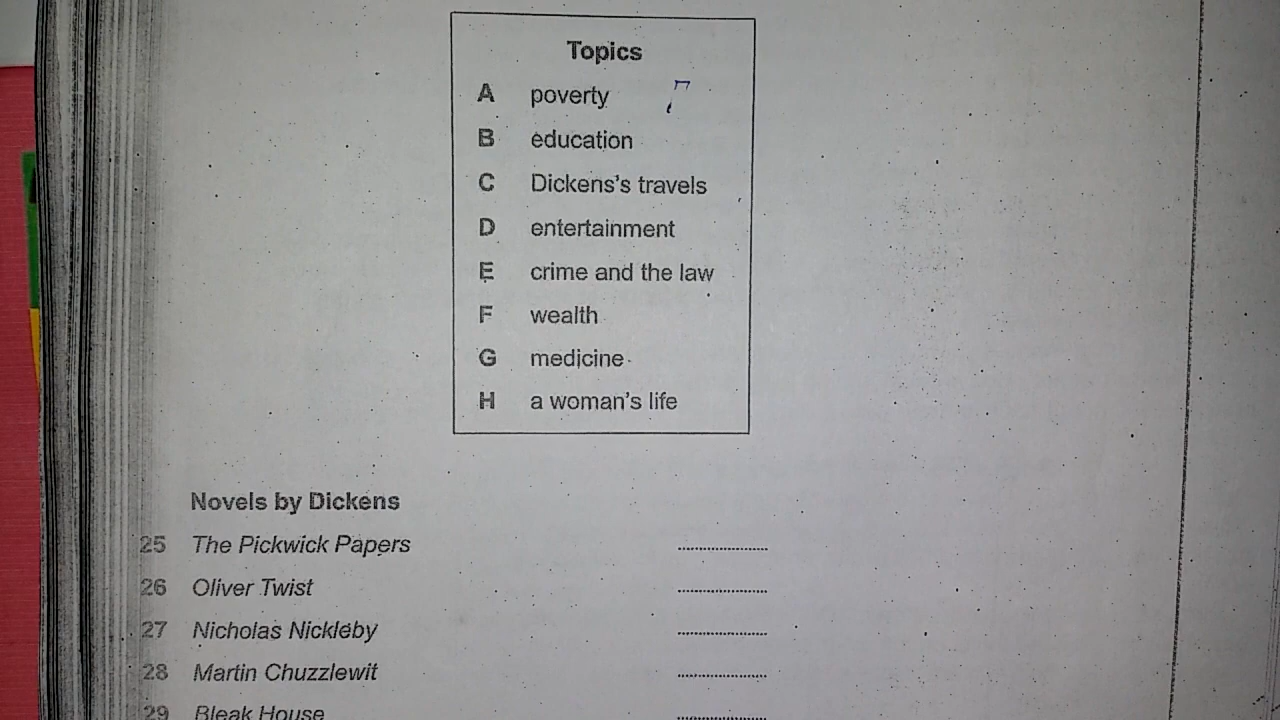 Topics
A poverty
B education
C Dickens's travels
D entertainment
E crime and the law
F wealth
G medicine
H a woman's life
Novels by Dickens
25 The Pickwick Papers ....................
26 Oliver Twist ....................
27 Nicholas Nickleby ....................
28 Martin Chuzzlewit ....................
29 Bleak House ....................